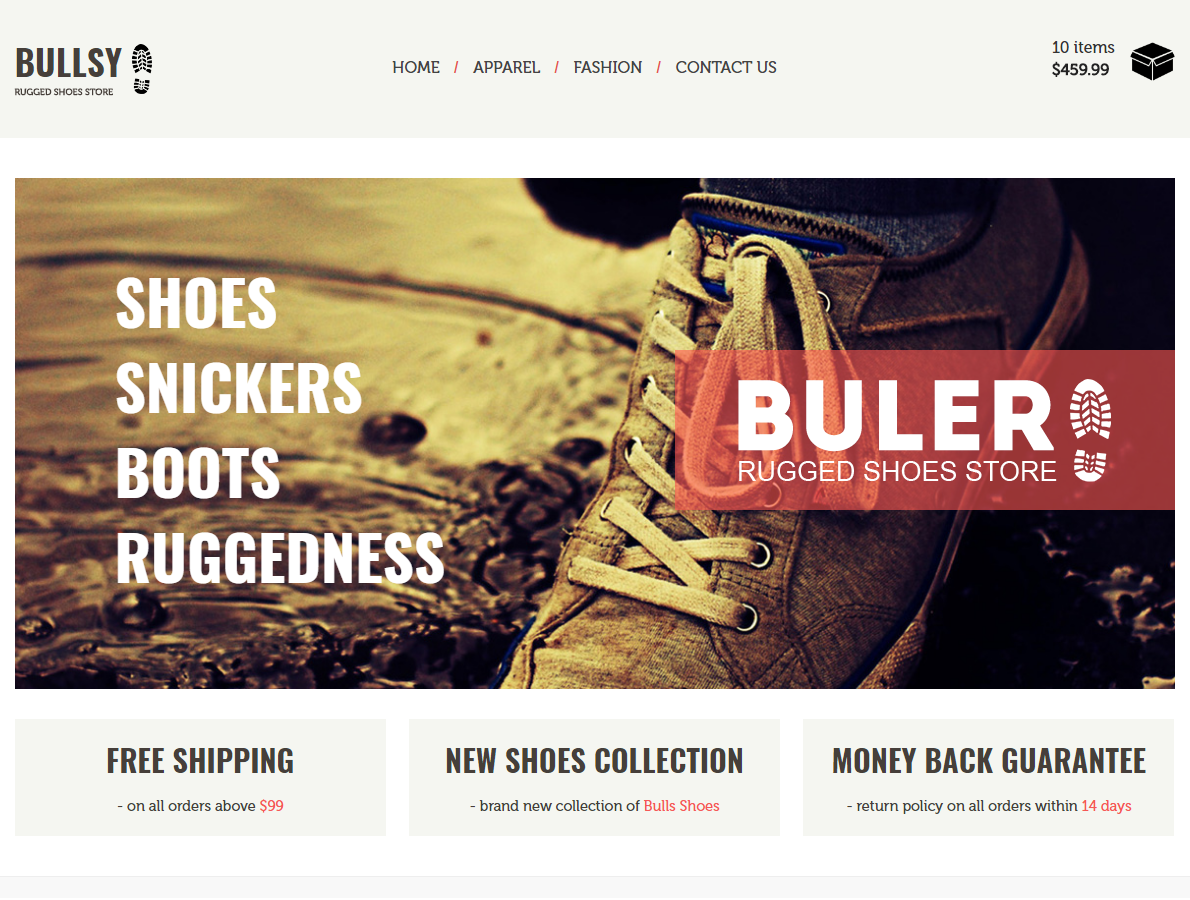 BULLSY
RUGGED SHOES STORE
HOME / APPAREL / FASHION / CONTACT US
10 items
$459.99
SHOES
SNICKERS
BOOTS
RUGGEDNESS
BULER
RUGGED SHOES STORE
FREE SHIPPING
- on all orders above $99
NEW SHOES COLLECTION
- brand new collection of Bulls Shoes
MONEY BACK GUARANTEE
- return policy on all orders within 14 days